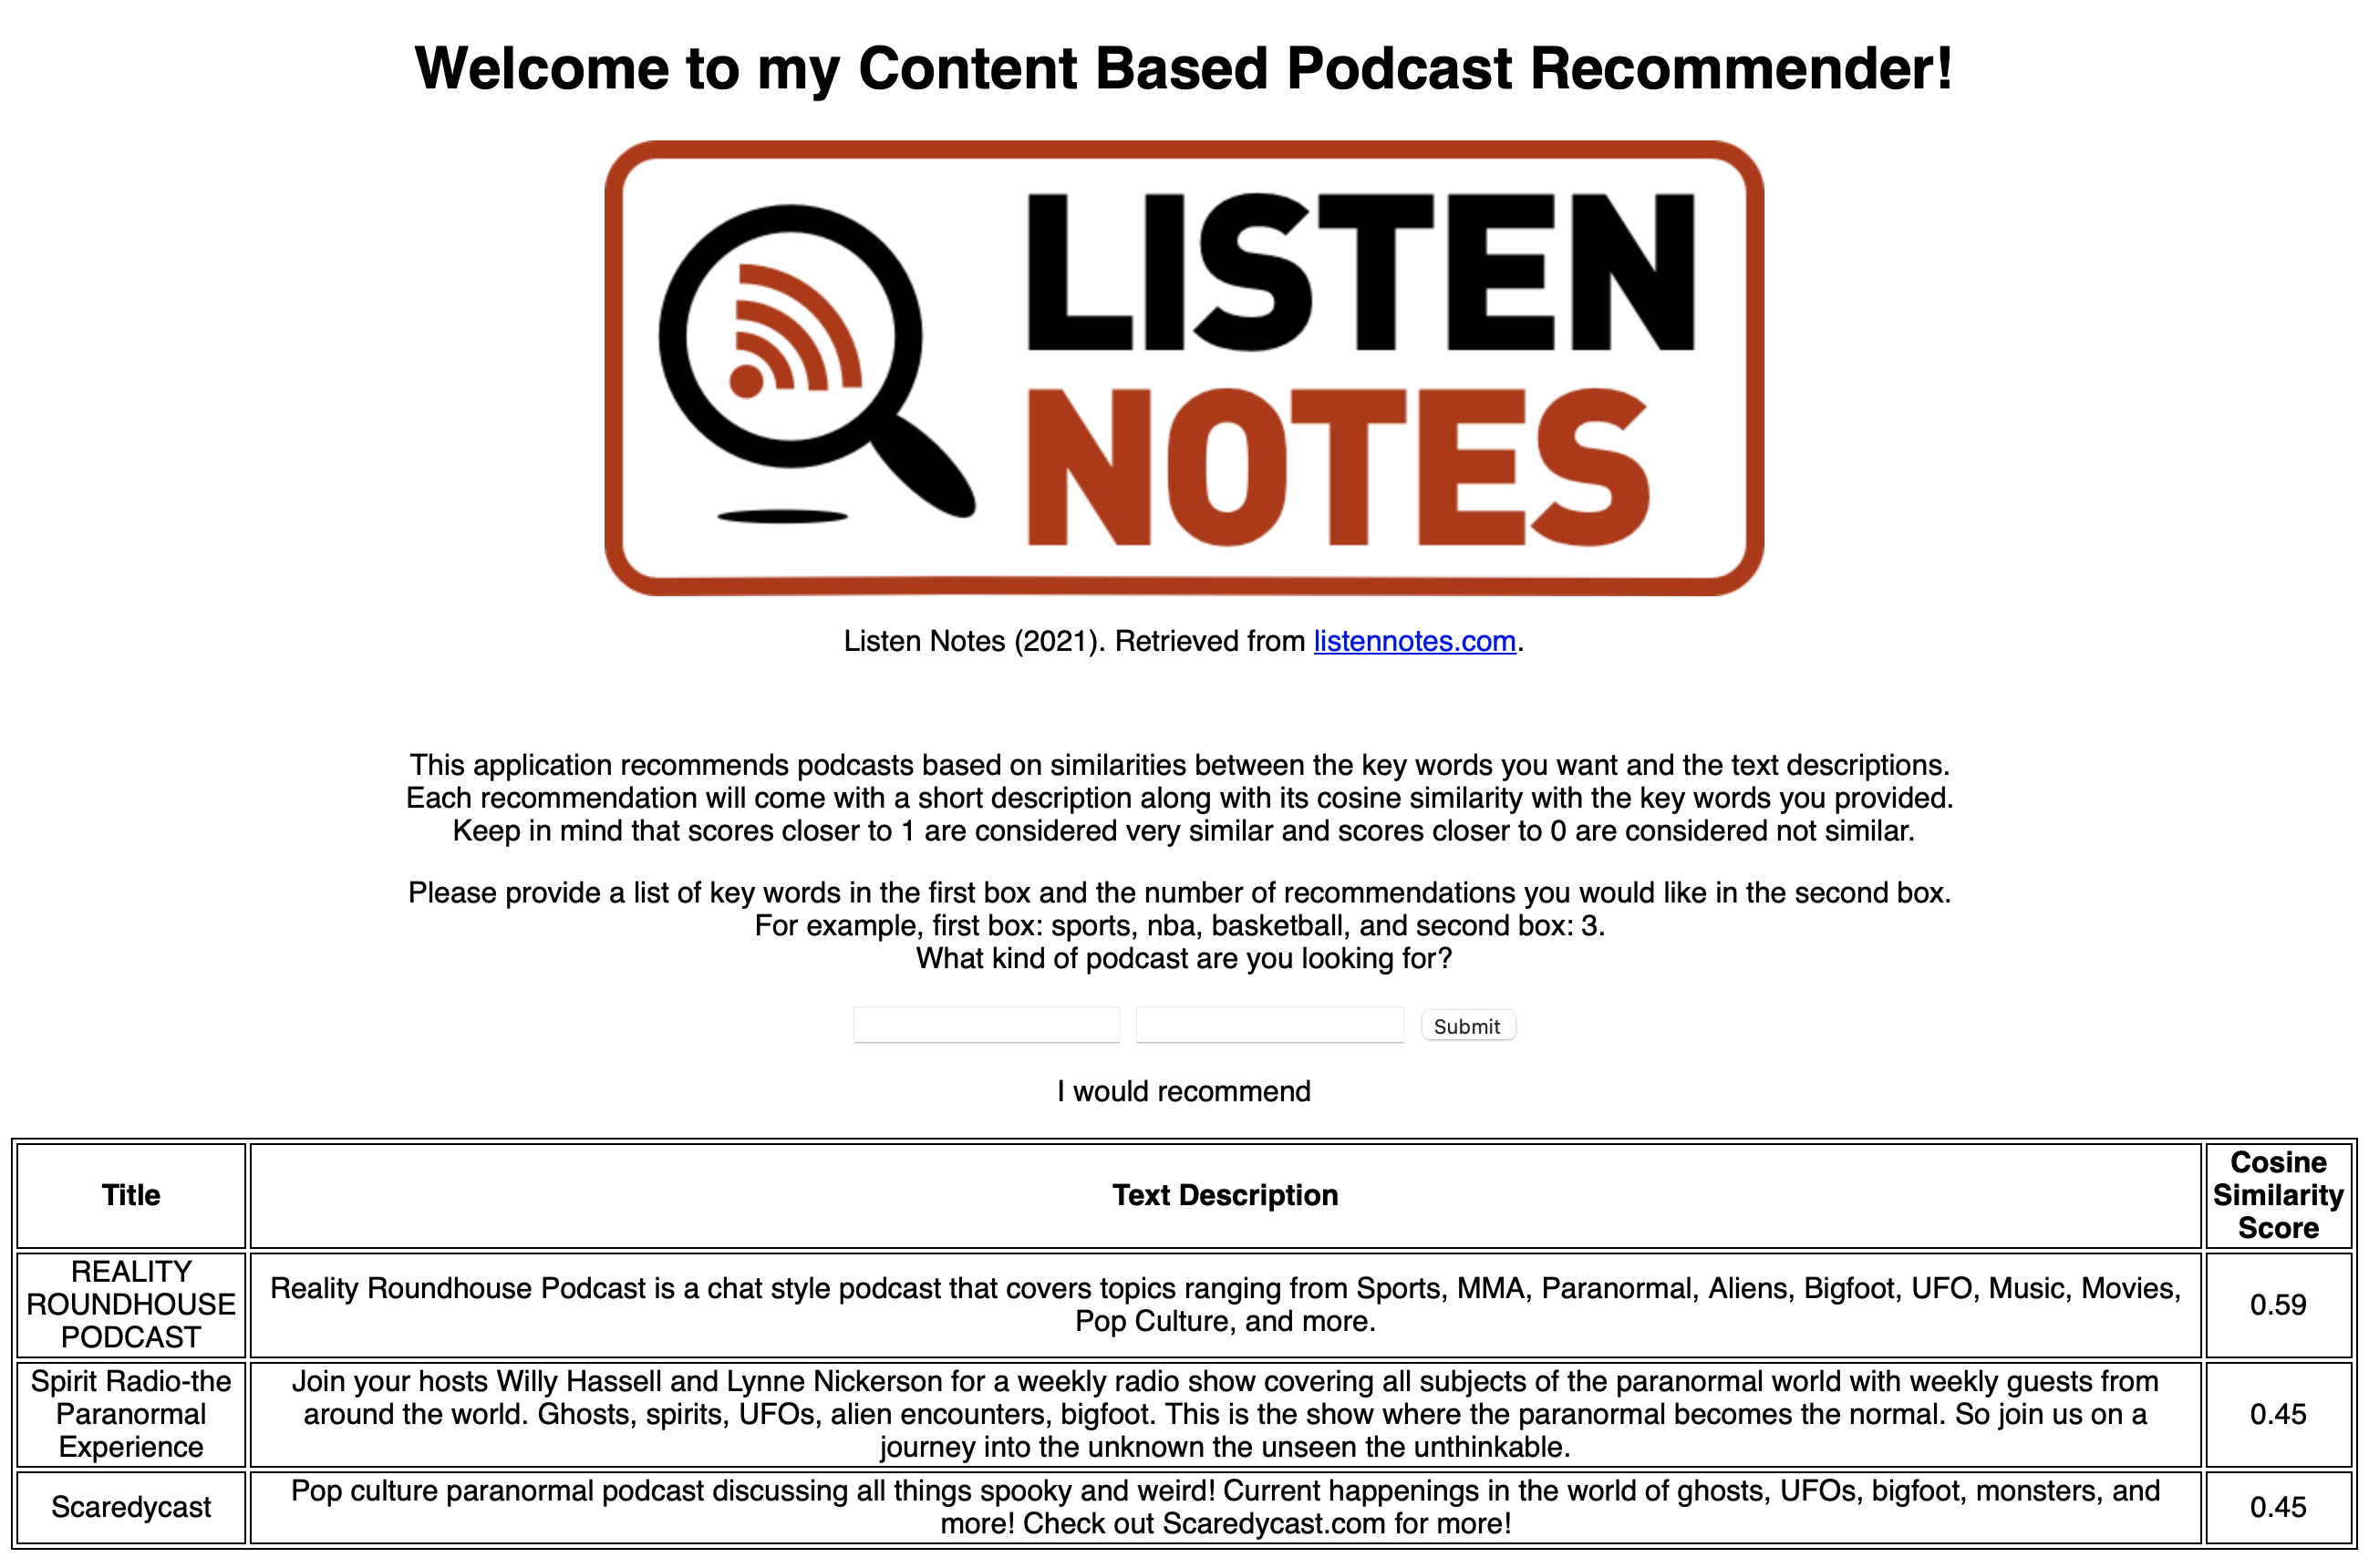 Welcome to my Content Based Podcast Recommender!
LISTEN
NOTES
Listen Notes (2021). Retrieved from listennotes.com.
This application recommends podcasts based on similarities between the key words you want and the text descriptions.
Each recommendation will come with a short description along with its cosine similarity with the key words you provided.
Keep in mind that scores closer to 1 are considered very similar and scores closer to 0 are considered not similar.
Please provide a list of key words in the first box and the number of recommendations you would like in the second box.
For example, first box: sports, nba, basketball, and second box: 3.
What kind of podcast are you looking for?
Submit
I would recommend
Title
Text Description
Cosine
Similarity
Score
REALITY
ROUNDHOUSE
PODCAST
Reality Roundhouse Podcast is a chat style podcast that covers topics ranging from Sports, MMA, Paranormal, Aliens, Bigfoot, UFO, Music, Movies,
Pop Culture, and more.
0.59
Spirit Radio-the
Paranormal
Experience
Join your hosts Willy Hassell and Lynne Nickerson for a weekly radio show covering all subjects of the paranormal world with weekly guests from
around the world. Ghosts, spirits, UFOs, alien encounters, bigfoot. This is the show where the paranormal becomes the normal. So join us on a
journey into the unknown the unseen the unthinkable.
0.45
Scaredycast
Pop culture paranormal podcast discussing all things spooky and weird! Current happenings in the world of ghosts, UFOs, bigfoot, monsters, and
more! Check out Scaredycast.com for more!
0.45